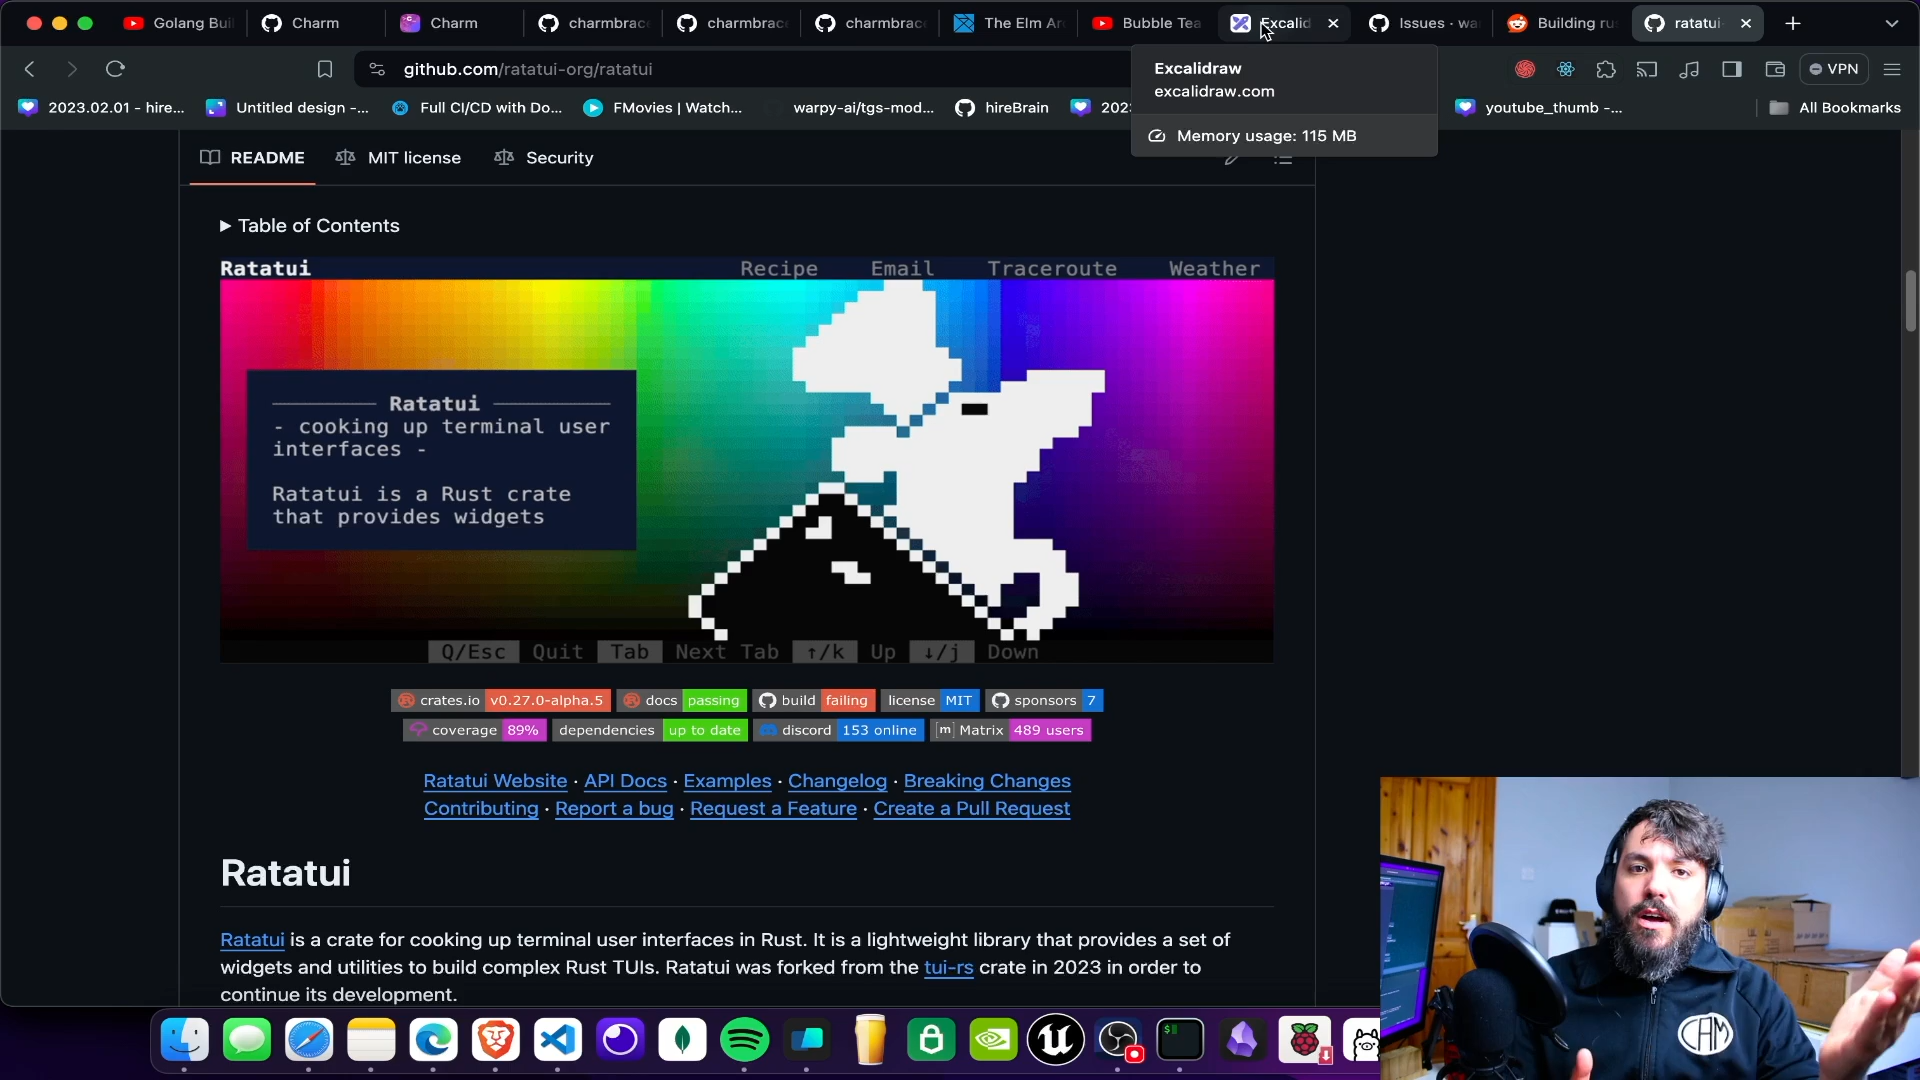 Golang Bui
Charm
Charm
charmbrace
charmbrace
charmbrace
The Elm Ar
Bubble Tea
Excalid
Issues · wa
Building ru
ratatui-
github.com/ratatui-org/ratatui
VPN
Excalidraw
excalidraw.com
Memory usage: 115 MB
2023.02.01 - hire...
Untitled design -...
Full CI/CD with Do...
FMovies | Watch...
warpy-ai/tgs-mod...
hireBrain
202
youtube_thumb -...
All Bookmarks
README
MIT license
Security
Table of Contents
Ratatui Recipe Email Traceroute Weather
Ratatui
- cooking up terminal user
interfaces -
Ratatui is a Rust crate
that provides widgets
Q/Esc Quit Tab Next Tab ↑/k Up ↓/j Down
crates.io v0.27.0-alpha.5 docs passing build failing license MIT sponsors 7
coverage 89% dependencies up to date discord 153 online [m] Matrix 489 users
Ratatui Website · API Docs · Examples · Changelog · Breaking Changes
Contributing · Report a bug · Request a Feature · Create a Pull Request
Ratatui
Ratatui is a crate for cooking up terminal user interfaces in Rust. It is a lightweight library that provides a set of
widgets and utilities to build complex Rust TUIs. Ratatui was forked from the tui-rs crate in 2023 in order to
continue its development.
$
CAM